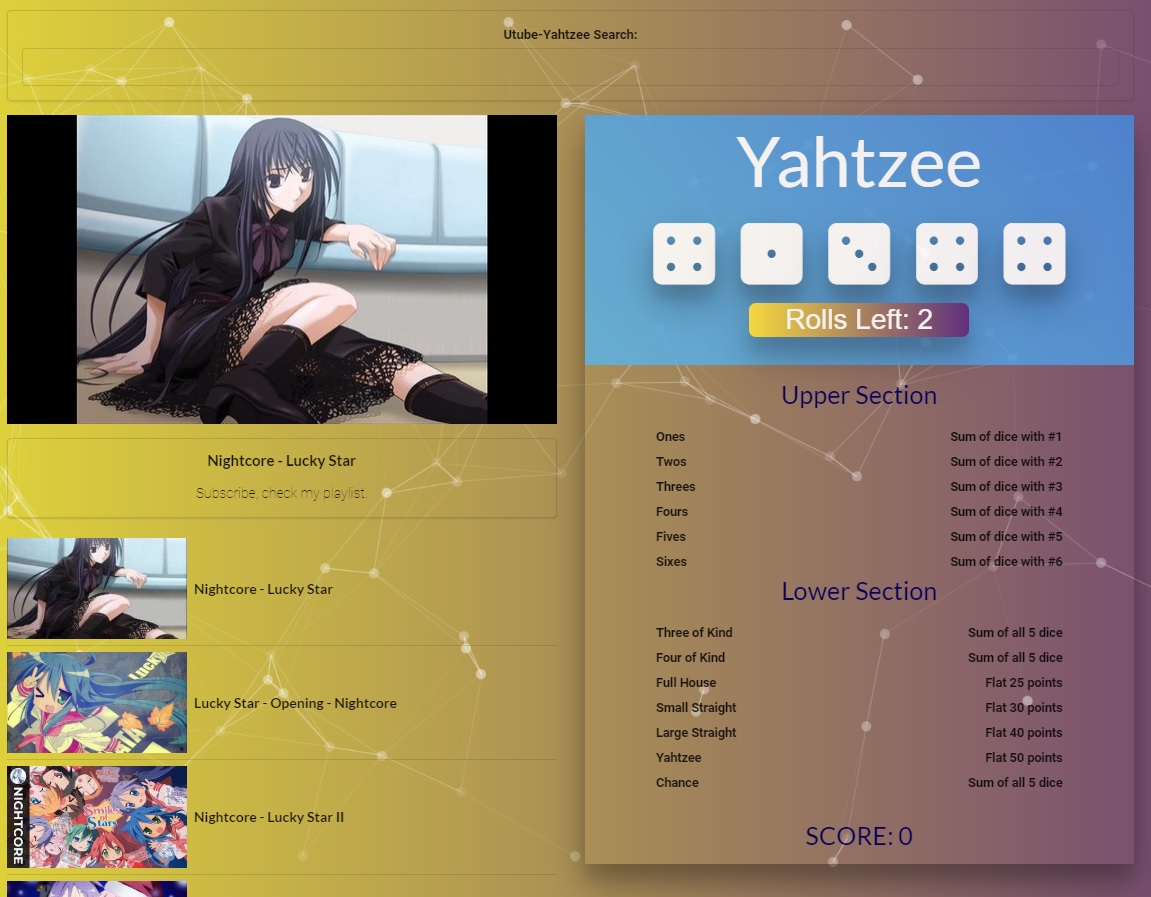 Utube-Yahtzee Search:
Yahtzee
Rolls Left: 2
Nightcore - Lucky Star
Subscribe, check my playlist.
Nightcore - Lucky Star
Lucky
Lucky Star - Opening - Nightcore
NIGHTCORE
Smiles
of
Stars
Nightcore - Lucky Star II
Upper Section
Ones Sum of dice with #1
Twos Sum of dice with #2
Threes Sum of dice with #3
Fours Sum of dice with #4
Fives Sum of dice with #5
Sixes Sum of dice with #6
Lower Section
Three of Kind Sum of all 5 dice
Four of Kind Sum of all 5 dice
Full House Flat 25 points
Small Straight Flat 30 points
Large Straight Flat 40 points
Yahtzee Flat 50 points
Chance Sum of all 5 dice
SCORE: 0